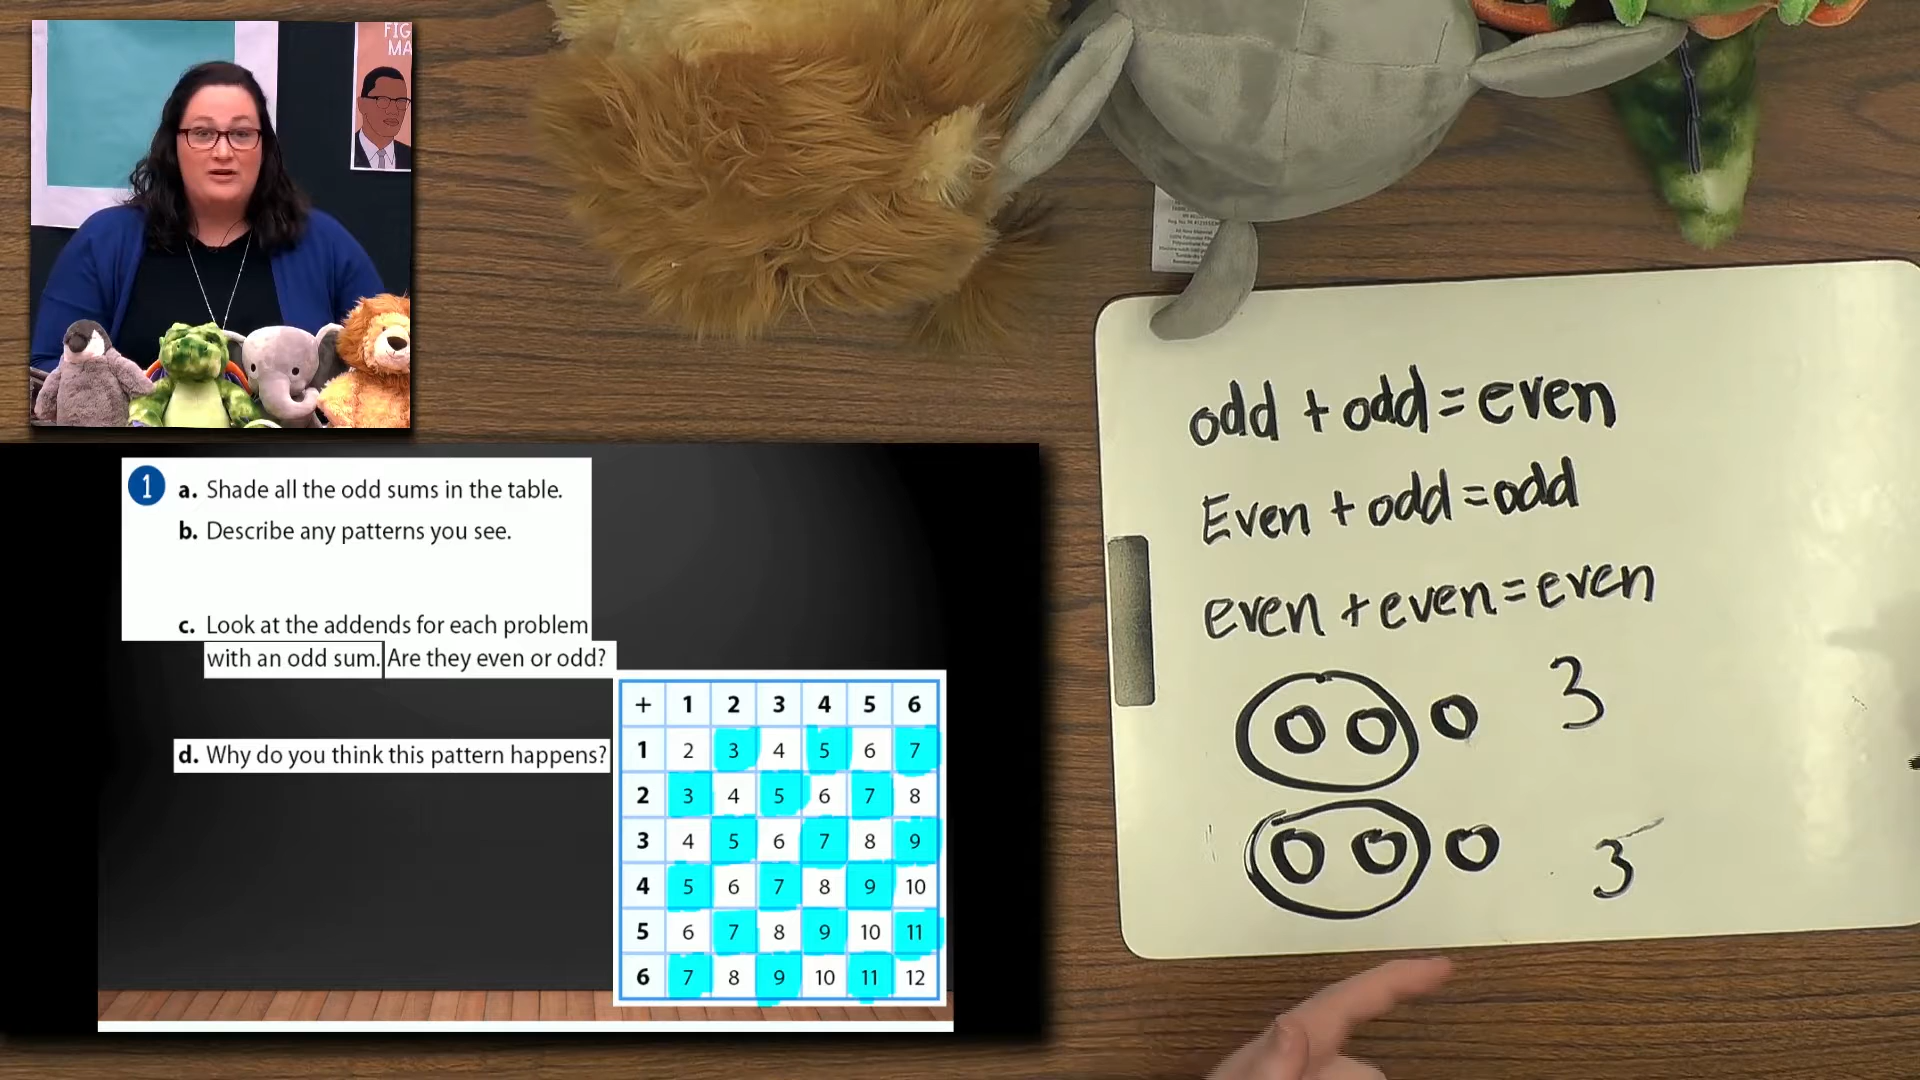 FIG
MA
1 a. Shade all the odd sums in the table.
b. Describe any patterns you see.
c. Look at the addends for each problem
with an odd sum. Are they even or odd?
d. Why do you think this pattern happens?
+ 1 2 3 4 5 6
1 2 3 4 5 6 7
2 3 4 5 6 7 8
3 4 5 6 7 8 9
4 5 6 7 8 9 10
5 6 7 8 9 10 11
6 7 8 9 10 11 12
odd + odd = even
Even + odd = odd
even + even = even
3
3